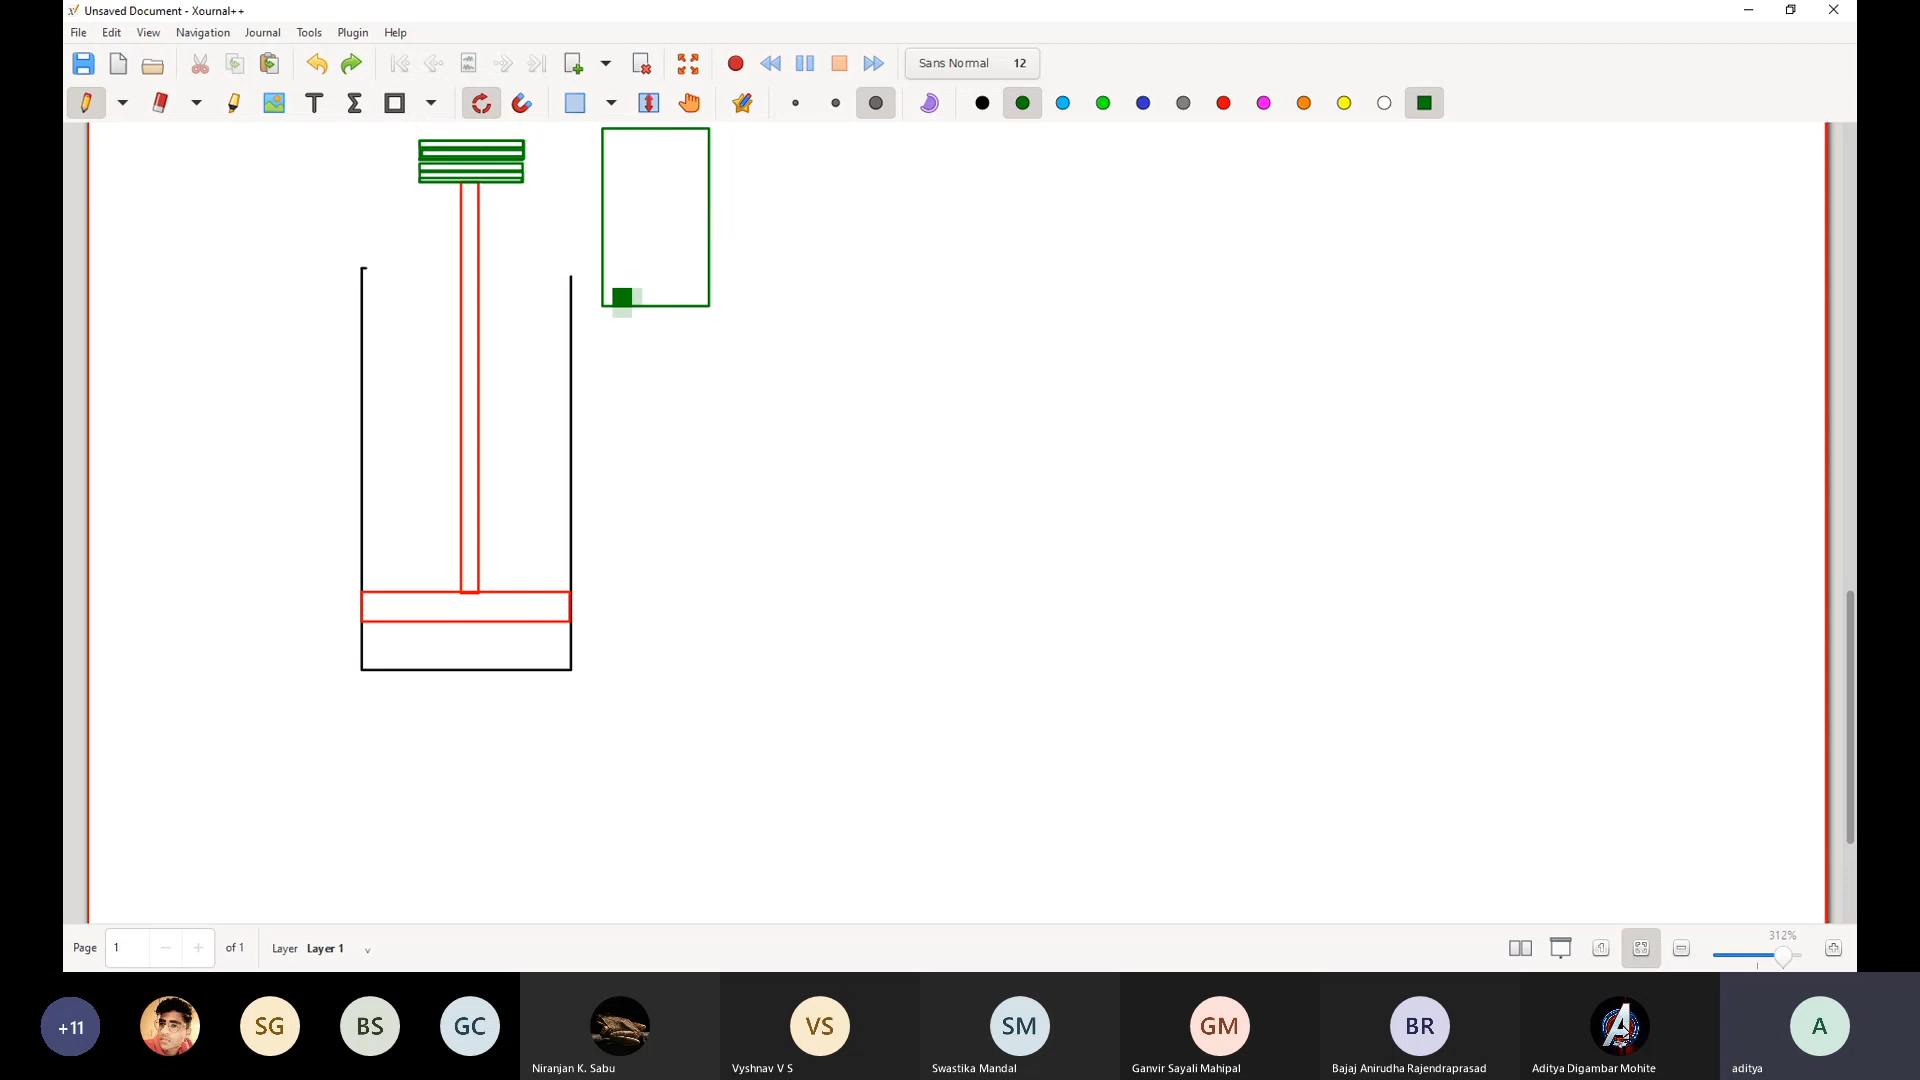 Unsaved Document - Xournal++
File Edit View Navigation Journal Tools Plugin Help
Sans Normal 12
Page 1 of 1 Layer Layer 1
312%
+11 SG BS GC VS SM GM BR A
Niranjan K. Sabu Vyshnav V S Swastika Mandal Ganvir Sayali Mahipal Bajaj Anirudha Rajendraprasad Aditya Digambar Mohite aditya